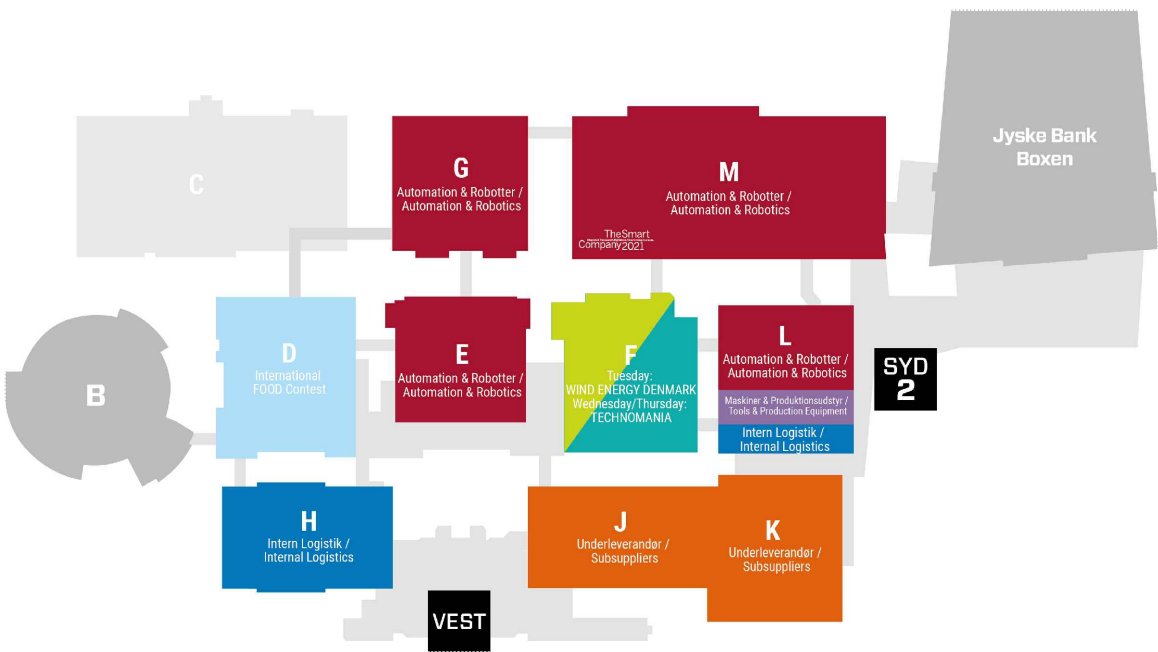 Jyske Bank
Boxen
C
G
Automation & Robotter /
Automation & Robotics
M
Automation & Robotter /
Automation & Robotics
TheSmart
Company2021
B
D
International
FOOD Contest
E
Automation & Robotter /
Automation & Robotics
F
Tuesday:
WIND ENERGY DENMARK
Wednesday/Thursday:
TECHNOMANIA
L
Automation & Robotter /
Automation & Robotics
Maskiner & Produktionsudstyr /
Tools & Production Equipment
Intern Logistik /
Internal Logistics
SYD
2
H
Intern Logistik /
Internal Logistics
J
Underleverandør /
Subsuppliers
K
Underleverandør /
Subsuppliers
VEST